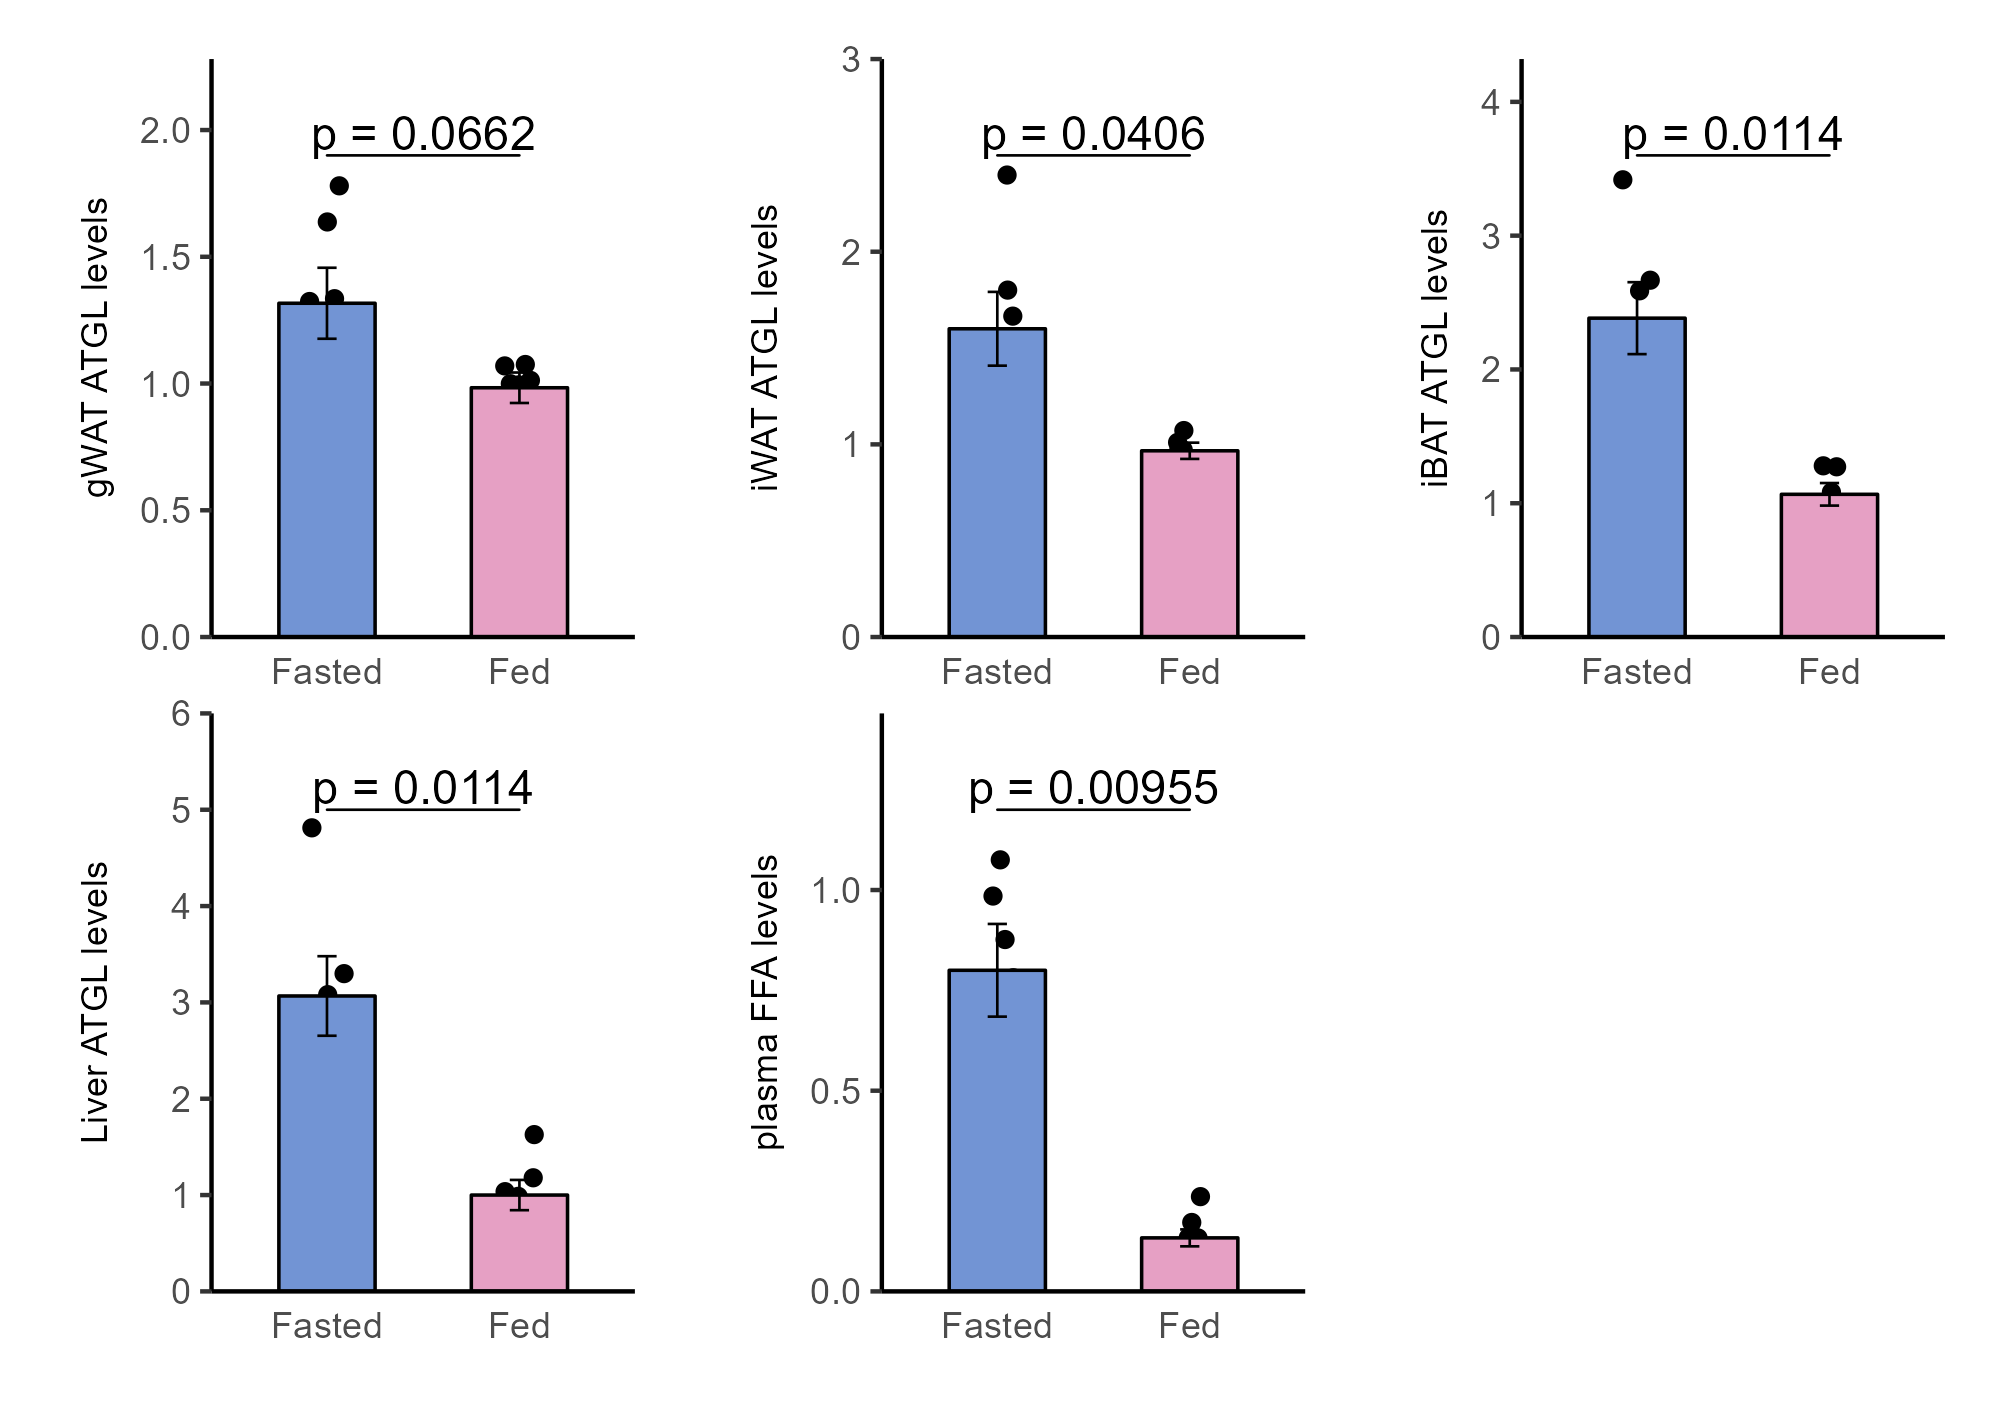 gWAT ATGL levels
2.0
1.5
1.0
0.5
0.0
p = 0.0662
Fasted Fed
iWAT ATGL levels
3
2
1
0
p = 0.0406
Fasted Fed
iBAT ATGL levels
4
3
2
1
0
p = 0.0114
Fasted Fed
Liver ATGL levels
6
5
4
3
2
1
0
p = 0.0114
Fasted Fed
plasma FFA levels
1.0
0.5
0.0
p = 0.00955
Fasted Fed